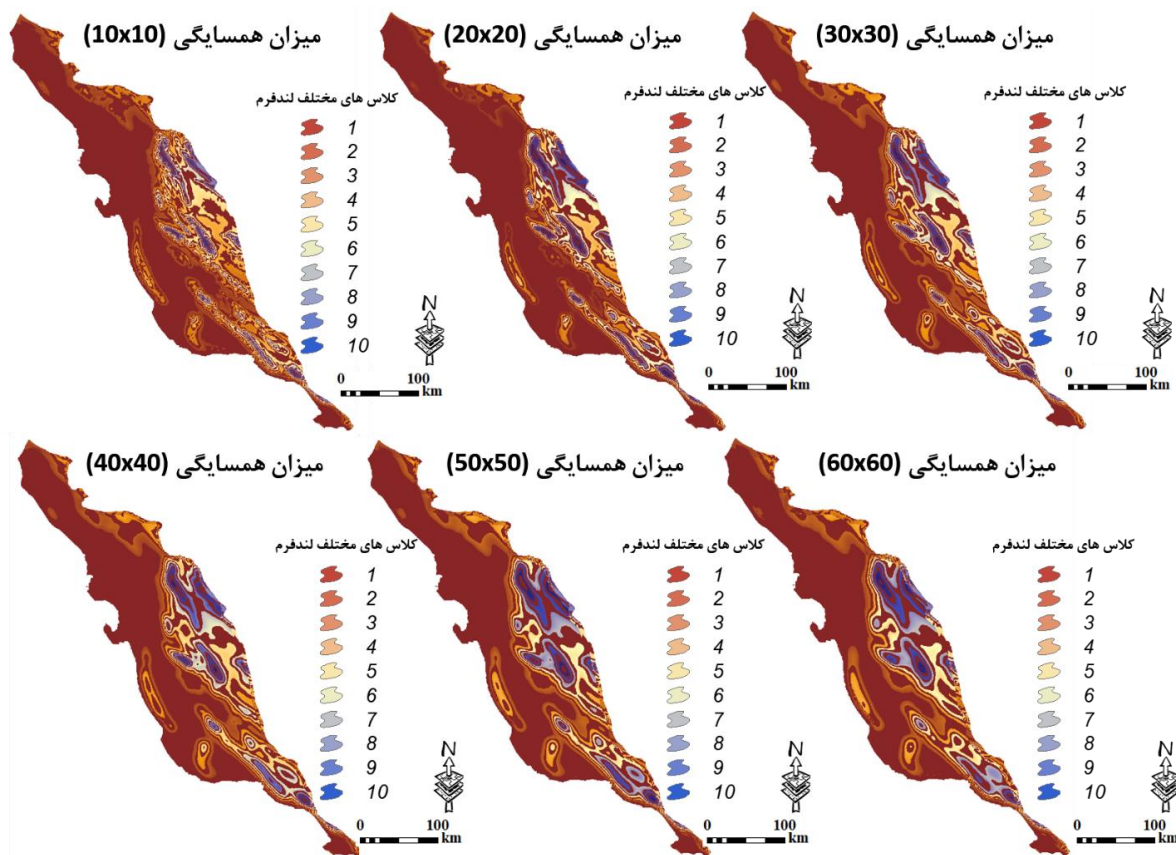 میزان همسایگی (10x10)
کلاس های مختلف لندفرم
1
2
3
4
5
6
7
8
9
10
N
0 100
km
میزان همسایگی (20x20)
کلاس های مختلف لندفرم
1
2
3
4
5
6
7
8
9
10
N
0 100
km
میزان همسایگی (30x30)
کلاس های مختلف لندفرم
1
2
3
4
5
6
7
8
9
10
N
0 100
km
میزان همسایگی (40x40)
کلاس های مختلف لندفرم
1
2
3
4
5
6
7
8
9
10
N
0 100
km
میزان همسایگی (50x50)
کلاس های مختلف لندفرم
1
2
3
4
5
6
7
8
9
10
N
0 100
km
میزان همسایگی (60x60)
کلاس های مختلف لندفرم
1
2
3
4
5
6
7
8
9
10
N
0 100
km